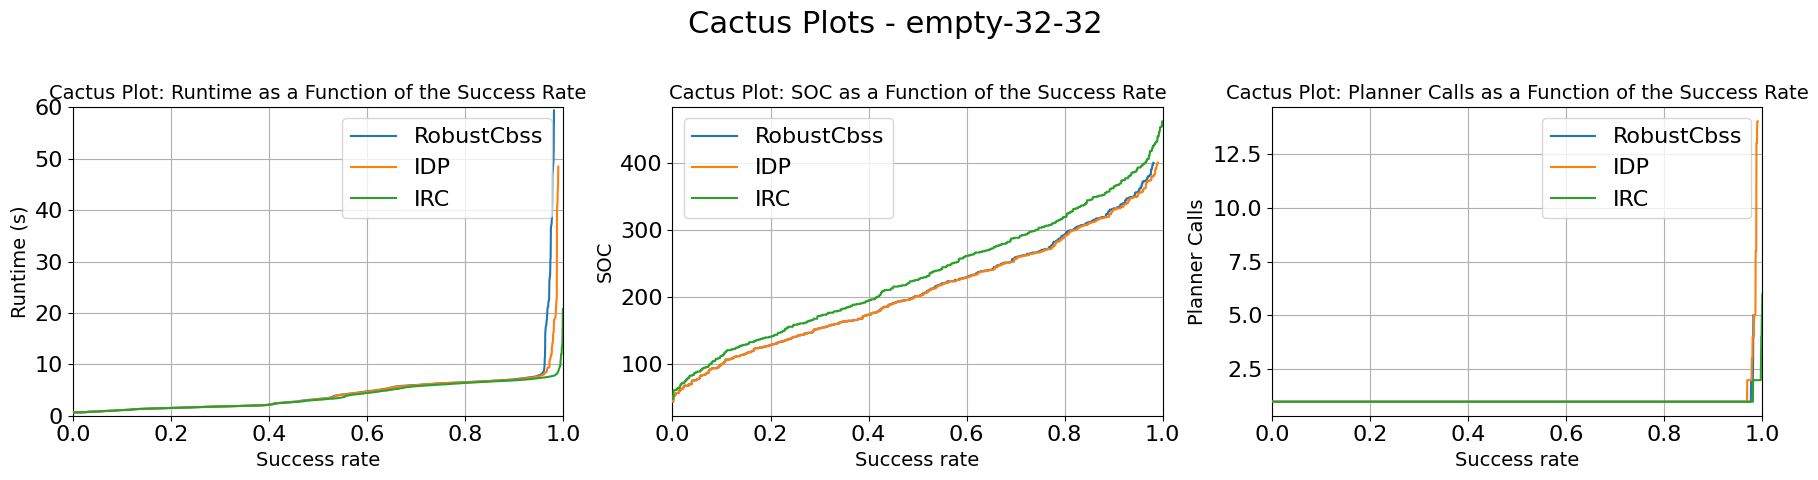 Cactus Plots - empty-32-32
Cactus Plot: Runtime as a Function of the Success Rate
60
50
40
30
20
10
0
Runtime (s)
RobustCbss
IDP
IRC
0.0 0.2 0.4 0.6 0.8 1.0
Success rate
Cactus Plot: SOC as a Function of the Success Rate
400
300
200
100
SOC
RobustCbss
IDP
IRC
0.0 0.2 0.4 0.6 0.8 1.0
Success rate
Cactus Plot: Planner Calls as a Function of the Success Rate
12.5
10.0
7.5
5.0
2.5
Planner Calls
RobustCbss
IDP
IRC
0.0 0.2 0.4 0.6 0.8 1.0
Success rate